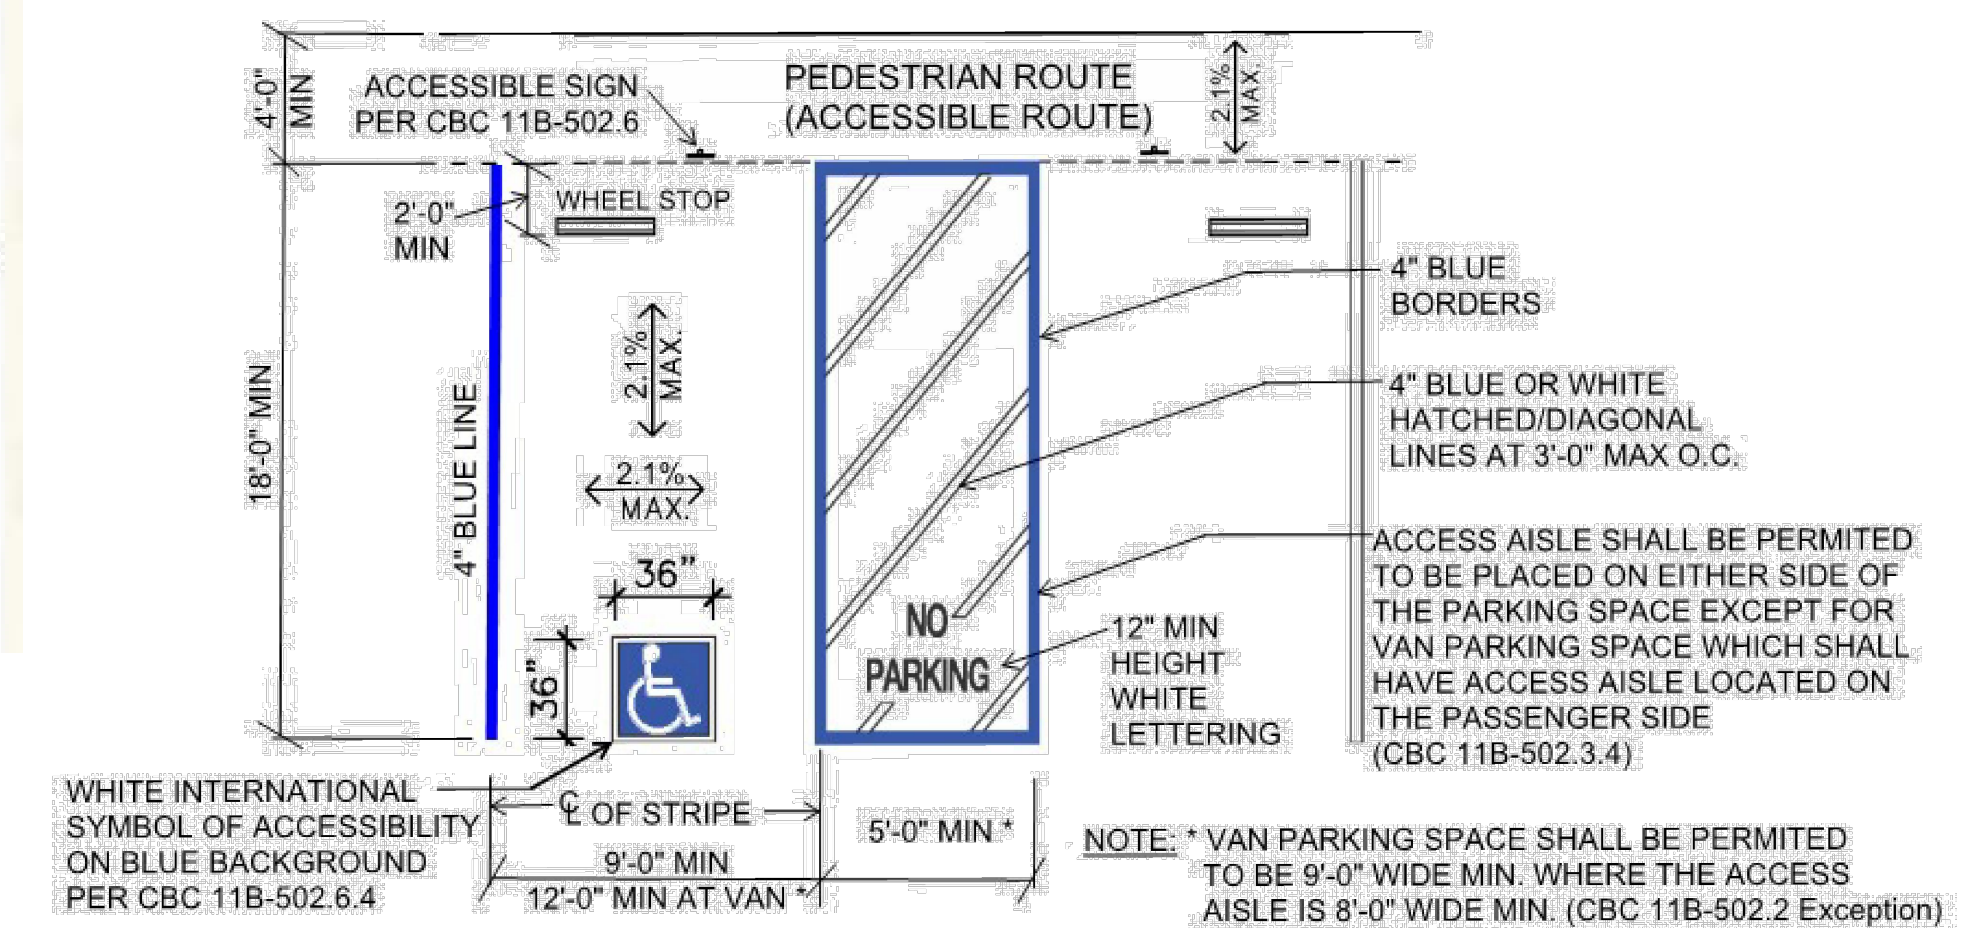 4'-0"
MIN
ACCESSIBLE SIGN
PER CBC 11B-502.6
PEDESTRIAN ROUTE
(ACCESSIBLE ROUTE)
2.1%
MAX.
2'-0"
MIN
WHEEL STOP
4" BLUE
BORDERS
18'-0" MIN
4" BLUE LINE
2.1%
MAX.
2.1%
MAX.
4" BLUE OR WHITE
HATCHED/DIAGONAL
LINES AT 3'-0" MAX O.C.
36"
36"
NO
PARKING
12" MIN
HEIGHT
WHITE
LETTERING
ACCESS AISLE SHALL BE PERMITED
TO BE PLACED ON EITHER SIDE OF
THE PARKING SPACE EXCEPT FOR
VAN PARKING SPACE WHICH SHALL
HAVE ACCESS AISLE LOCATED ON
THE PASSENGER SIDE
(CBC 11B-502.3.4)
WHITE INTERNATIONAL
SYMBOL OF ACCESSIBILITY
ON BLUE BACKGROUND
PER CBC 11B-502.6.4
℄ OF STRIPE
9'-0" MIN
12'-0" MIN AT VAN *
5'-0" MIN *
NOTE: * VAN PARKING SPACE SHALL BE PERMITED
TO BE 9'-0" WIDE MIN. WHERE THE ACCESS
AISLE IS 8'-0" WIDE MIN. (CBC 11B-502.2 Exception)